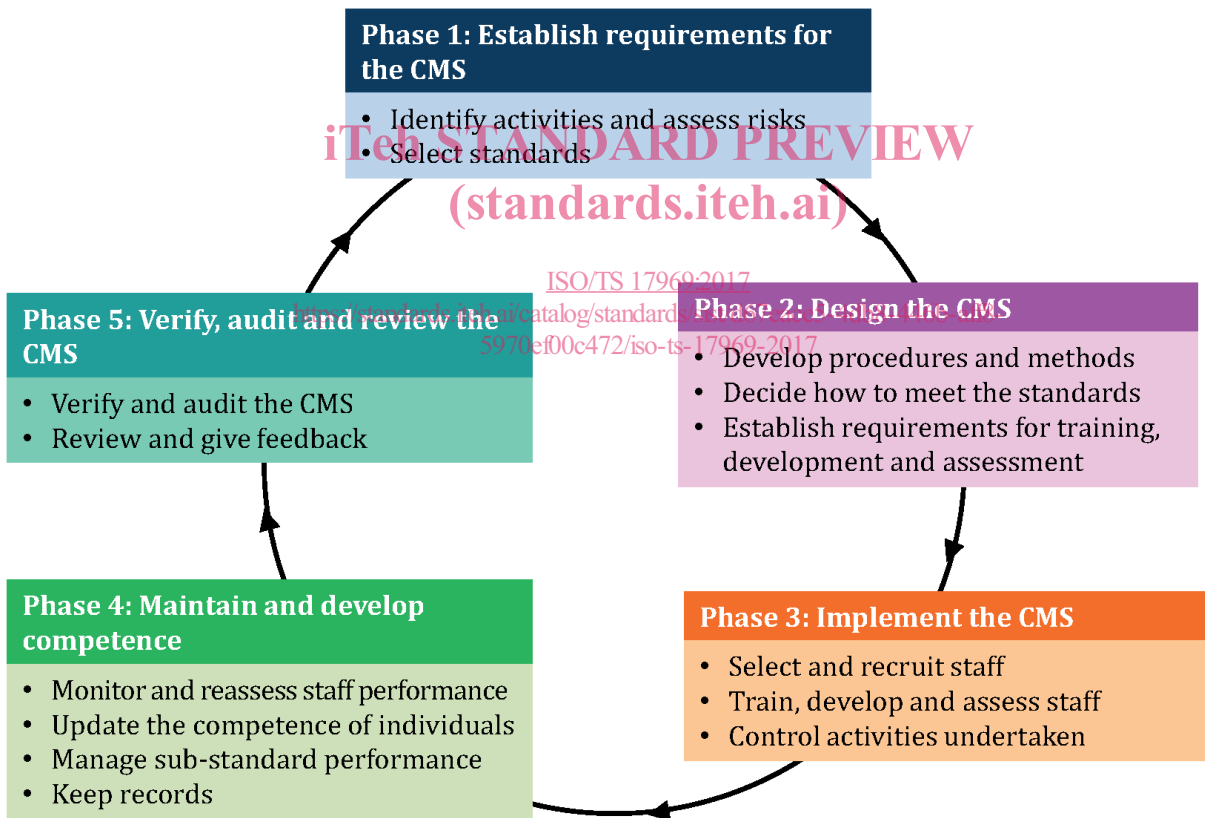 Phase 1: Establish requirements for
the CMS
• Identify activities and assess risks
• Select standards
iTeh STANDARD PREVIEW
(standards.iteh.ai)
ISO/TS 17969:2017
5970ef00c472/iso-ts-17969-2017
Phase 2: Design the CMS
• Develop procedures and methods
• Decide how to meet the standards
• Establish requirements for training,
development and assessment
Phase 3: Implement the CMS
• Select and recruit staff
• Train, develop and assess staff
• Control activities undertaken
Phase 4: Maintain and develop
competence
• Monitor and reassess staff performance
• Update the competence of individuals
• Manage sub-standard performance
• Keep records
Phase 5: Verify, audit and review the
CMS
• Verify and audit the CMS
• Review and give feedback